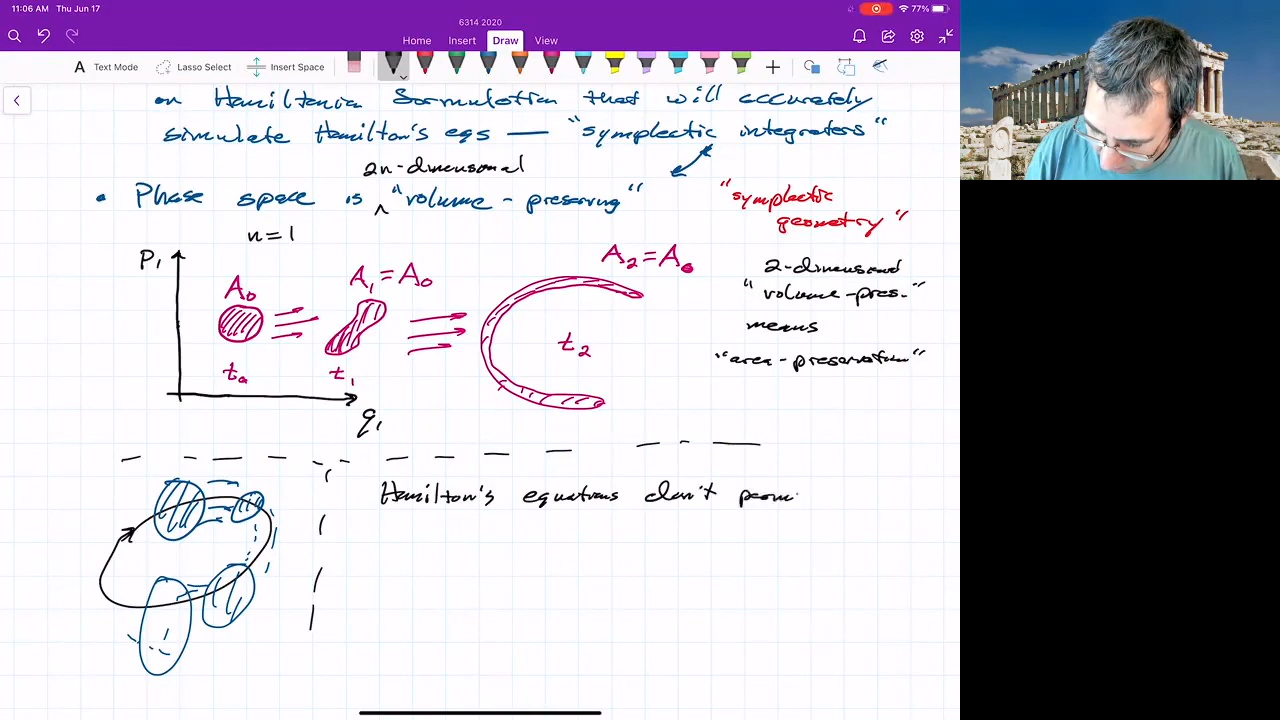 11:06 AM Thu Jun 17
77%
6314 2020
Home Insert Draw View
Text Mode Lasso Select Insert Space
on Hamiltonian formulation that will accurately
simulate Hamilton's eqs — "symplectic integrators"
2n-dimensional
• Phase space is ^ "volume-preserving"
"symplectic
geometry"
n=1
P₁
A₀
A₁ = A₀
A₂ = A₀
2-dimensional
"volume-pres."
means
"area-preservation"
t₀
t₁
t₂
q₁
Hamilton's equations don't perm